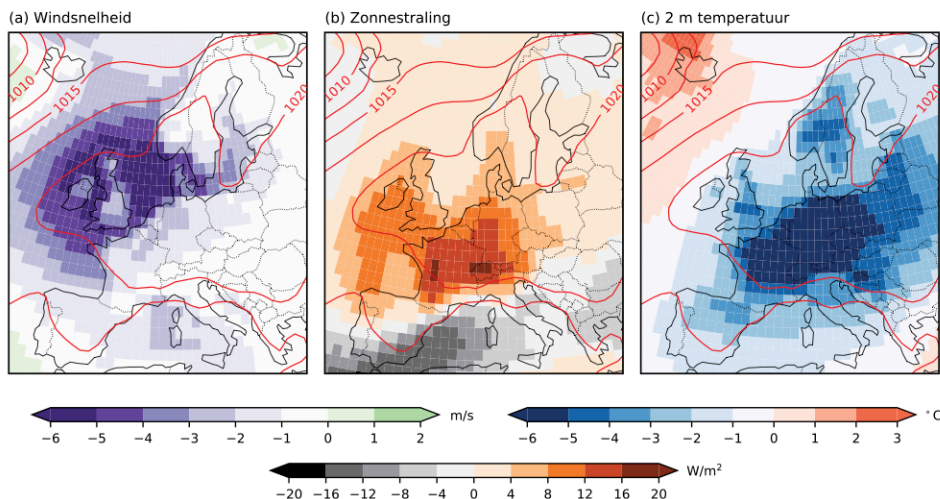 (a) Windsnelheid
(b) Zonnestraling
(c) 2 m temperatuur
1010
1015
1020
1010
1015
1020
1010
1015
1020
m/s
−6 −5 −4 −3 −2 −1 0 1 2
°C
−6 −5 −4 −3 −2 −1 0 1 2 3
W/m²
−20 −16 −12 −8 −4 0 4 8 12 16 20